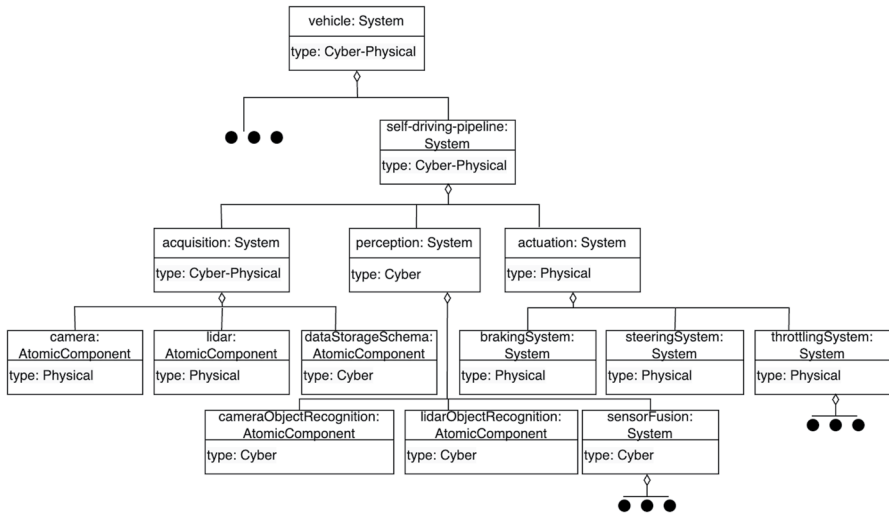 vehicle: System
type: Cyber-Physical
self-driving-pipeline:
System
type: Cyber-Physical
acquisition: System
type: Cyber-Physical
perception: System
type: Cyber
actuation: System
type: Physical
camera:
AtomicComponent
type: Physical
lidar:
AtomicComponent
type: Physical
dataStorageSchema:
AtomicComponent
type: Cyber
brakingSystem:
System
type: Physical
steeringSystem:
System
type: Physical
throttlingSystem:
System
type: Physical
cameraObjectRecognition:
AtomicComponent
type: Cyber
lidarObjectRecognition:
AtomicComponent
type: Cyber
sensorFusion:
System
type: Cyber